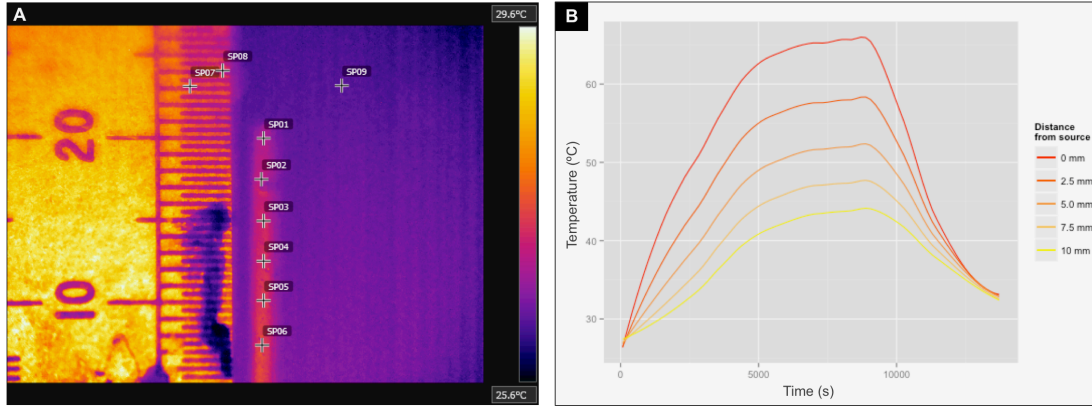 A
29.6°C
SP08
SP07
SP09
SP01
SP02
SP03
SP04
SP05
SP06
20
10
25.6°C
B
Temperature (ºC)
60
50
40
30
0
5000
10000
Time (s)
Distance
from source
0 mm
2.5 mm
5.0 mm
7.5 mm
10 mm